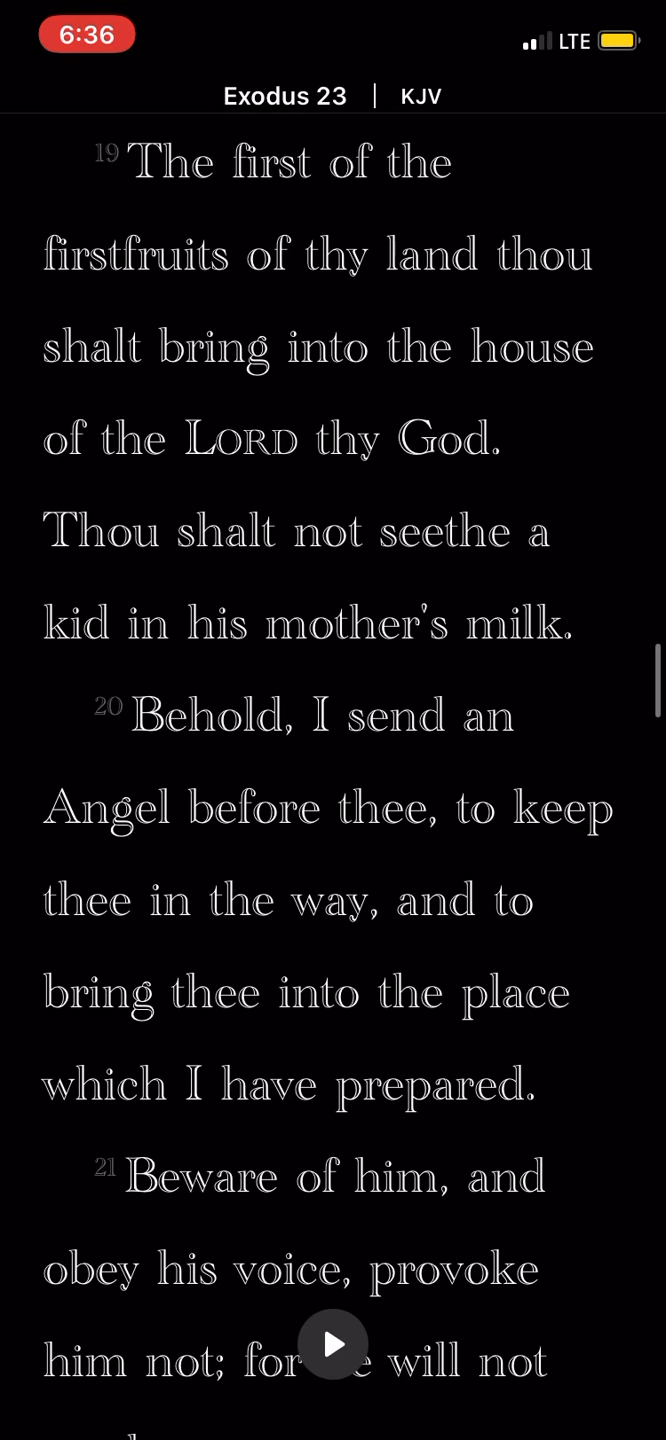 6:36
LTE
Exodus 23 | KJV
19 The first of the
firstfruits of thy land thou
shalt bring into the house
of the LORD thy God.
Thou shalt not seethe a
kid in his mother's milk.
20 Behold, I send an
Angel before thee, to keep
thee in the way, and to
bring thee into the place
which I have prepared.
21 Beware of him, and
obey his voice, provoke
him not; for will not